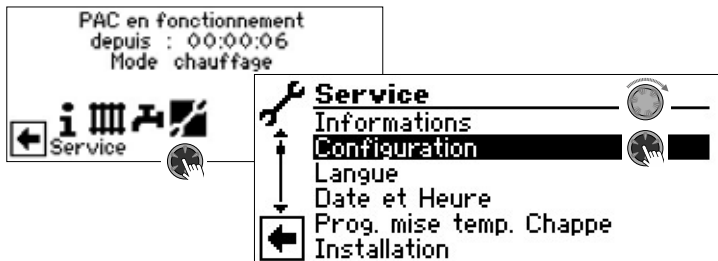 PAC en fonctionnement
depuis : 00:00:06
Mode chauffage
Service
Service
Informations
Configuration
Langue
Date et Heure
Prog. mise temp. Chappe
Installation